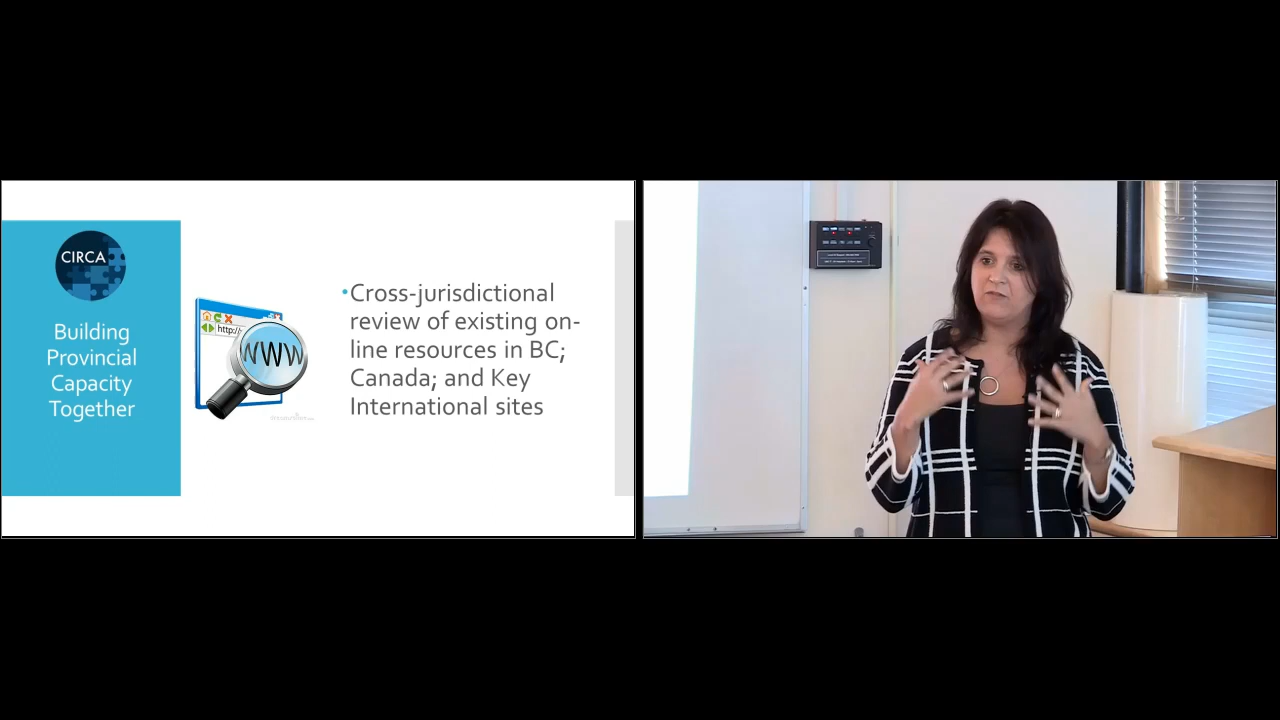 CIRCA
Building
Provincial
Capacity
Together
http:/
WWW
•Cross-jurisdictional
review of existing on-
line resources in BC;
Canada; and Key
International sites